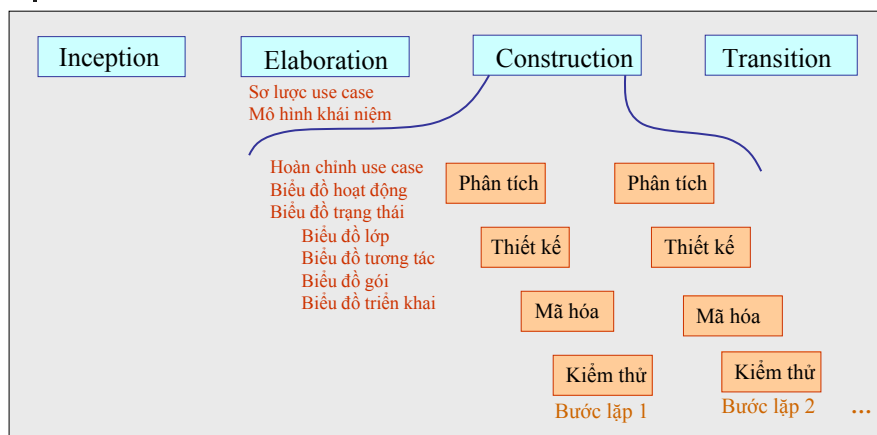 Inception
Elaboration
Construction
Transition
Sơ lược use case
Mô hình khái niệm
Hoàn chỉnh use case
Biểu đồ hoạt động
Biểu đồ trạng thái
Biểu đồ lớp
Biểu đồ tương tác
Biểu đồ gói
Biểu đồ triển khai
Phân tích
Thiết kế
Mã hóa
Kiểm thử
Bước lặp 1
Phân tích
Thiết kế
Mã hóa
Kiểm thử
Bước lặp 2
...